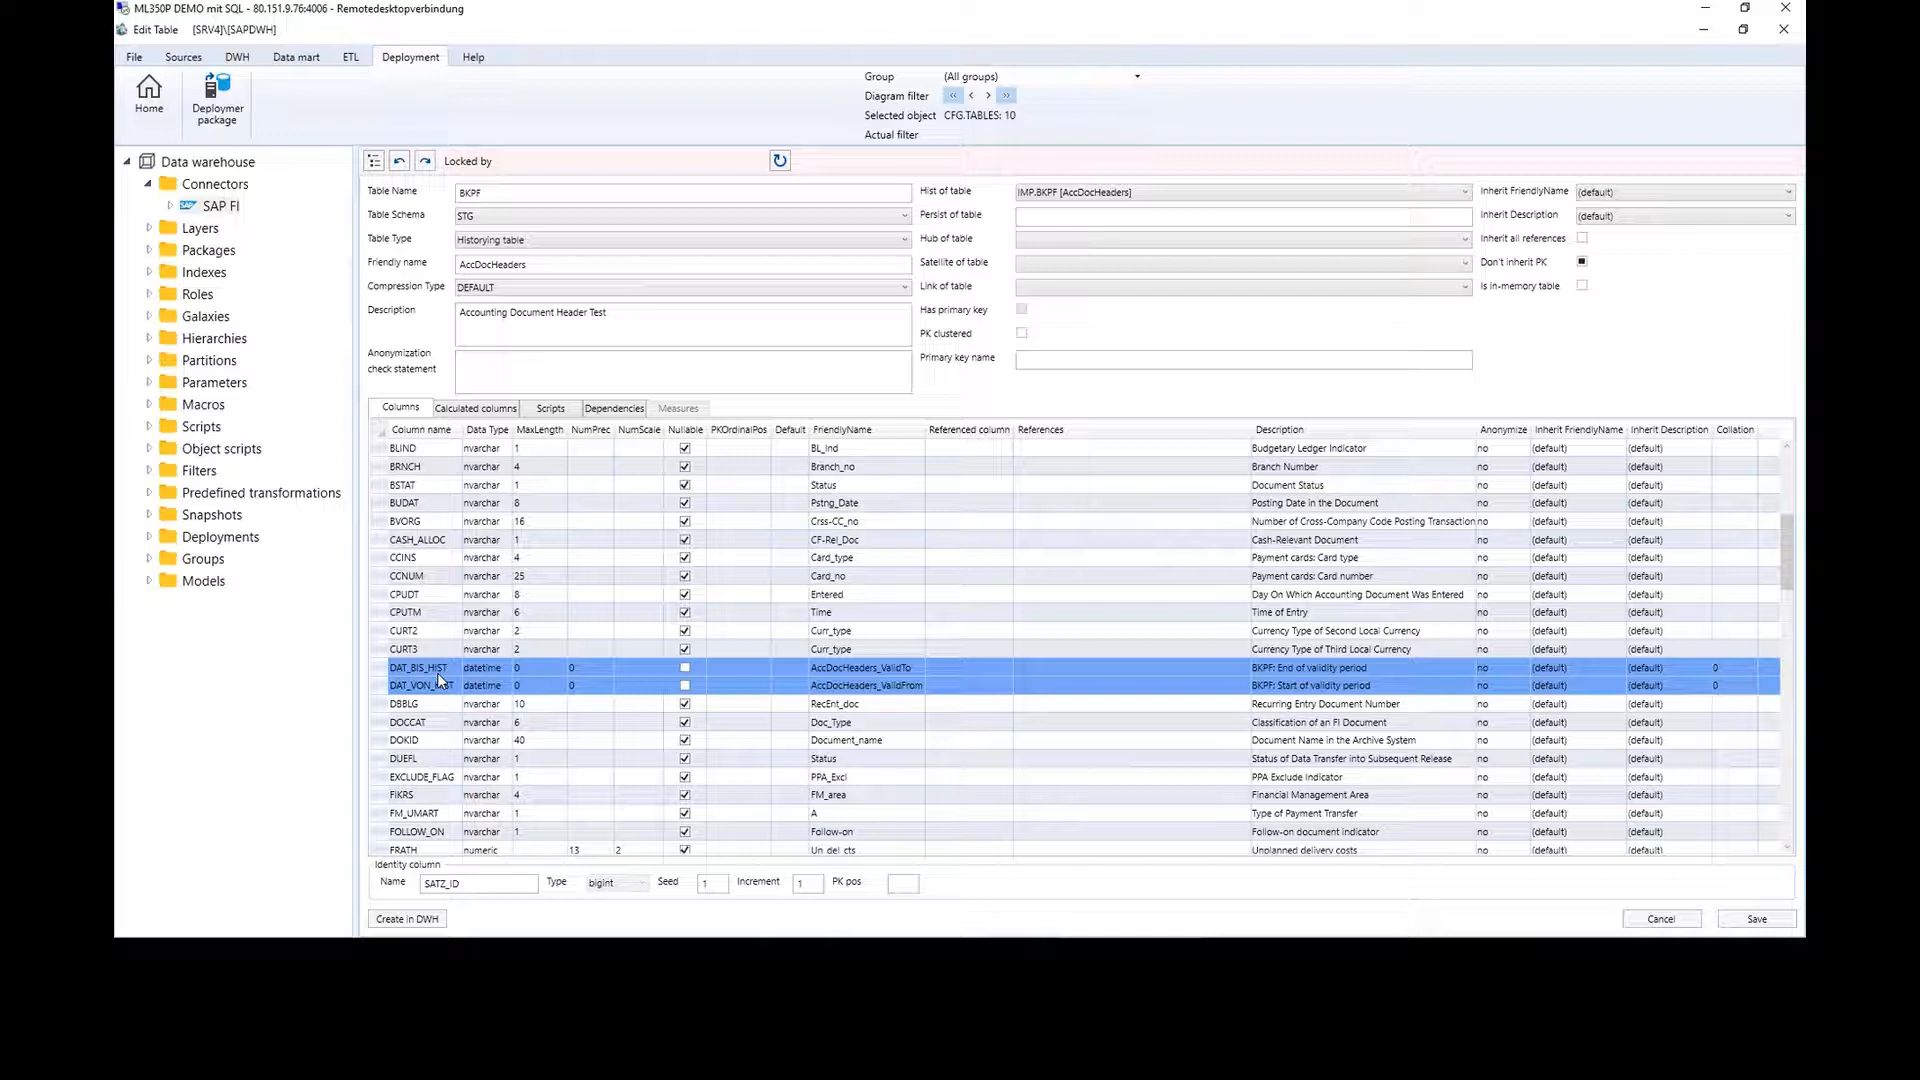 ML350P DEMO mit SQL - 80.151.9.76:4006 - Remotedesktopverbindung
Edit Table [SRV4]\[SAPDWH]
File Sources DWH Data mart ETL Deployment Help
Home
Deploymer
package
Group (All groups)
Diagram filter
Selected object CFG.TABLES: 10
Actual filter
Data warehouse
Connectors
SAP FI
Layers
Packages
Indexes
Roles
Galaxies
Hierarchies
Partitions
Parameters
Macros
Scripts
Object scripts
Filters
Predefined transformations
Snapshots
Deployments
Groups
Models
Locked by
Table Name BKPF Hist of table IMP.BKPF [AccDocHeaders] Inherit FriendlyName (default)
Table Schema STG Persist of table Inherit Description (default)
Table Type Historying table Hub of table Inherit all references
Friendly name AccDocHeaders Satellite of table Don't inherit PK
Compression Type DEFAULT Link of table Is in-memory table
Description Accounting Document Header Test Has primary key
PK clustered
Anonymization
check statement
Primary key name
Columns Calculated columns Scripts Dependencies Measures
Column name Data Type MaxLength NumPrec NumScale Nullable PKOrdinalPos Default FriendlyName Referenced column References Description Anonymize Inherit FriendlyName Inherit Description Collation
BLIND nvarchar 1 BL_Ind Budgetary Ledger Indicator no (default) (default)
BRNCH nvarchar 4 Branch_no Branch Number no (default) (default)
BSTAT nvarchar 1 Status Document Status no (default) (default)
BUDAT nvarchar 8 Pstng_Date Posting Date in the Document no (default) (default)
BVORG nvarchar 16 Crss-CC_no Number of Cross-Company Code Posting Transaction no (default) (default)
CASH_ALLOC nvarchar 1 CF-Rel_Doc Cash-Relevant Document no (default) (default)
CCINS nvarchar 4 Card_type Payment cards: Card type no (default) (default)
CCNUM nvarchar 25 Card_no Payment cards: Card number no (default) (default)
CPUDT nvarchar 8 Entered Day On Which Accounting Document Was Entered no (default) (default)
CPUTM nvarchar 6 Time Time of Entry no (default) (default)
CURT2 nvarchar 2 Curr_type Currency Type of Second Local Currency no (default) (default)
CURT3 nvarchar 2 Curr_type Currency Type of Third Local Currency no (default) (default)
DAT_BIS_HIST datetime 0 0 AccDocHeaders_ValidTo BKPF: End of validity period no (default) (default) 0
DAT_VON_HIST datetime 0 0 AccDocHeaders_ValidFrom BKPF: Start of validity period no (default) (default) 0
DBBLG nvarchar 10 RecEnt_doc Recurring Entry Document Number no (default) (default)
DOCCAT nvarchar 6 Doc_Type Classification of an FI Document no (default) (default)
DOKID nvarchar 40 Document_name Document Name in the Archive System no (default) (default)
DUEFL nvarchar 1 Status Status of Data Transfer into Subsequent Release no (default) (default)
EXCLUDE_FLAG nvarchar 1 PPA_Excl PPA Exclude Indicator no (default) (default)
FIKRS nvarchar 4 FM_area Financial Management Area no (default) (default)
FM_UMART nvarchar 1 A Type of Payment Transfer no (default) (default)
FOLLOW_ON nvarchar 1 Follow-on Follow-on document indicator no (default) (default)
FRATH numeric 13 2 Un_del_cts Unplanned delivery costs no (default) (default)
Identity column
Name SATZ_ID Type bigint Seed 1 Increment 1 PK pos
Create in DWH Cancel Save